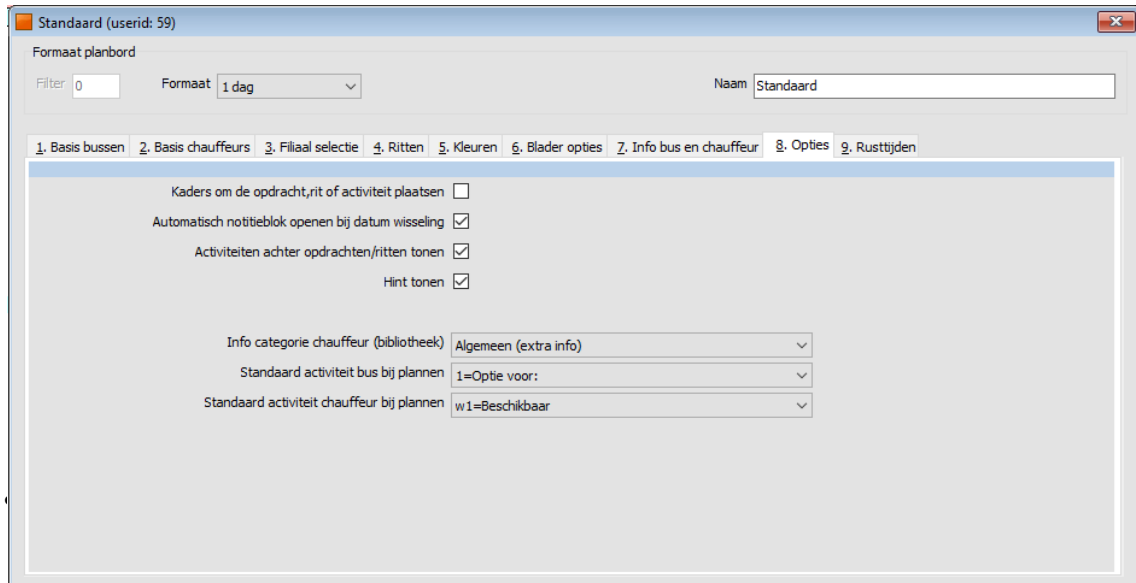 Standaard (userid: 59)
Formaat planbord
Filter 0 Formaat 1 dag Naam Standaard
1. Basis bussen 2. Basis chauffeurs 3. Filiaal selectie 4. Ritten 5. Kleuren 6. Blader opties 7. Info bus en chauffeur 8. Opties 9. Rusttijden
Kaders om de opdracht,rit of activiteit plaatsen
Automatisch notitieblok openen bij datum wisseling
Activiteiten achter opdrachten/ritten tonen
Hint tonen
Info categorie chauffeur (bibliotheek) Algemeen (extra info)
Standaard activiteit bus bij plannen 1=Optie voor:
Standaard activiteit chauffeur bij plannen w1=Beschikbaar